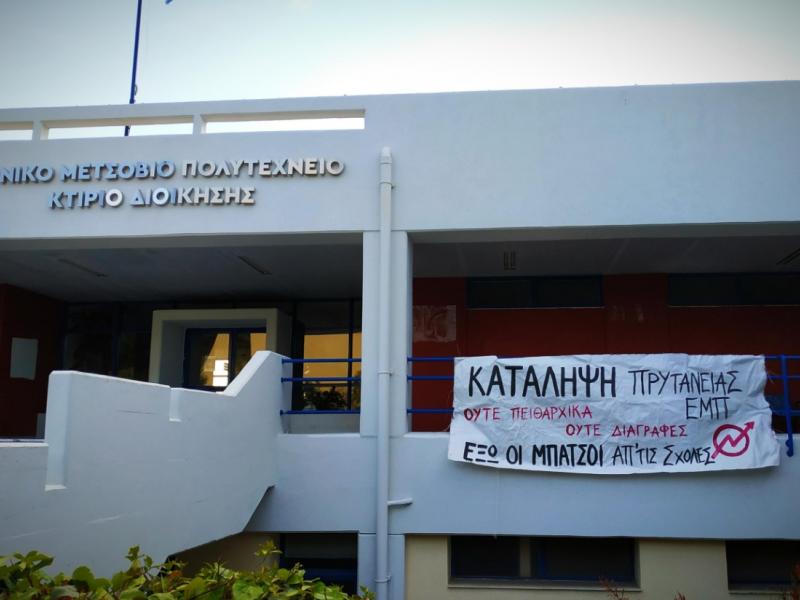 ΝΙΚΟ ΜΕΤΣΟΒΙΟ ΠΟΛΥΤΕΧΝΕΙΟ
ΚΤΙΡΙΟ ΔΙΟΙΚΗΣΗΣ
ΚΑΤΑΛΗΨΗ ΠΡΥΤΑΝΕΙΑΣ
ΕΜΠ
ΟΥΤΕ ΠΕΙΘΑΡΧΙΚΑ
ΟΥΤΕ ΔΙΑΓΡΑΦΕΣ
ΕΞΩ ΟΙ ΜΠΑΤΣΟΙ ΑΠ'ΤΙΣ ΣΧΟΛΕΣ